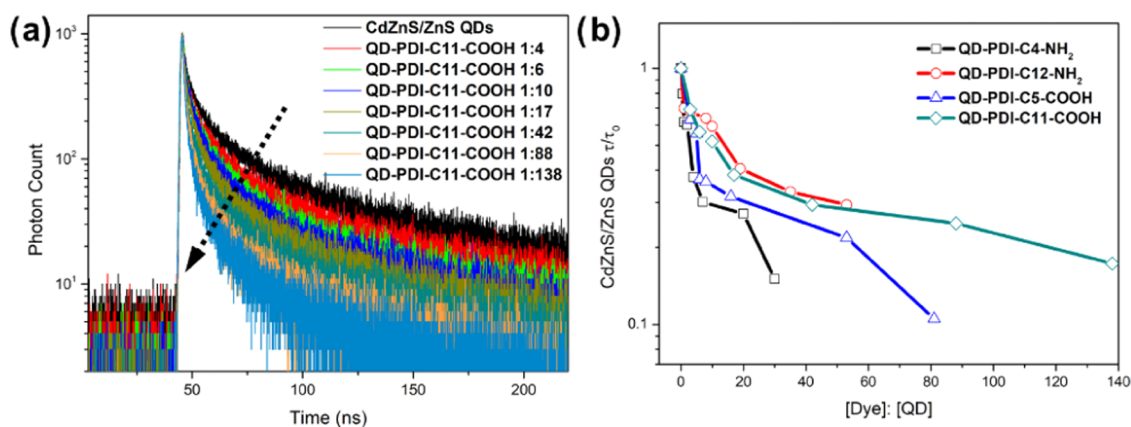 (a)
Photon Count
10³
10²
10¹
50
100
150
200
Time (ns)
CdZnS/ZnS QDs
QD-PDI-C11-COOH 1:4
QD-PDI-C11-COOH 1:6
QD-PDI-C11-COOH 1:10
QD-PDI-C11-COOH 1:17
QD-PDI-C11-COOH 1:42
QD-PDI-C11-COOH 1:88
QD-PDI-C11-COOH 1:138
(b)
CdZnS/ZnS QDs τ/τ₀
1
0.1
0
20
40
60
80
100
120
140
[Dye]: [QD]
QD-PDI-C4-NH₂
QD-PDI-C12-NH₂
QD-PDI-C5-COOH
QD-PDI-C11-COOH